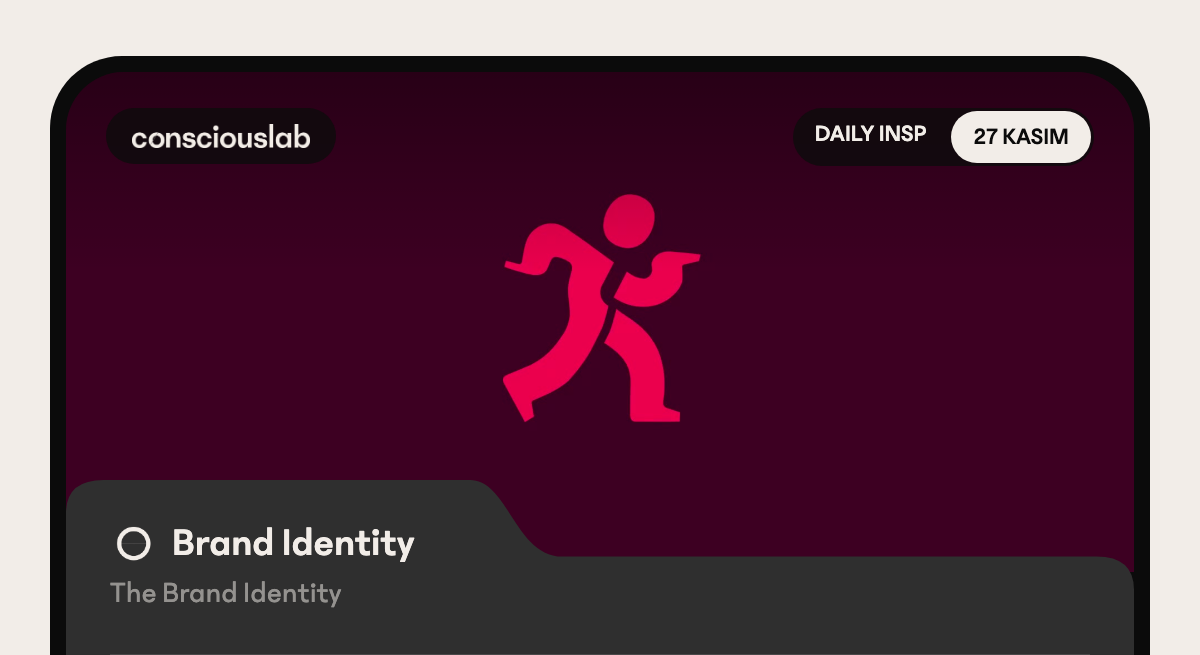 consciouslab
DAILY INSP
27 KASIM
Brand Identity
The Brand Identity